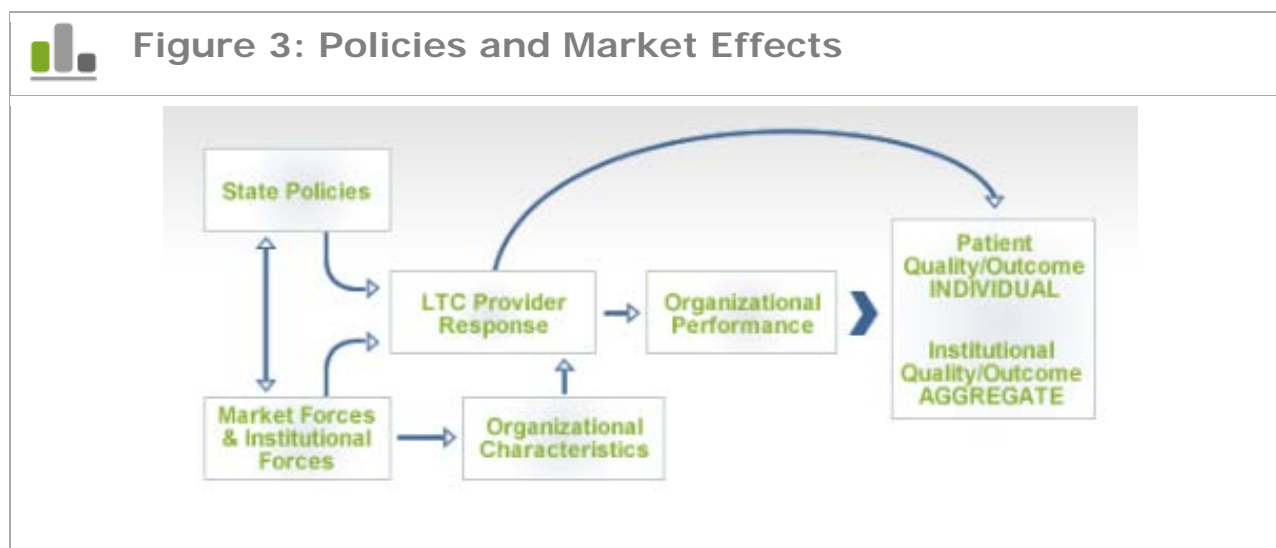 Figure 3: Policies and Market Effects
State Policies
LTC Provider
Response
Organizational
Performance
Patient
Quality/Outcome
INDIVIDUAL
Institutional
Quality/Outcome
AGGREGATE
Market Forces
& Institutional
Forces
Organizational
Characteristics